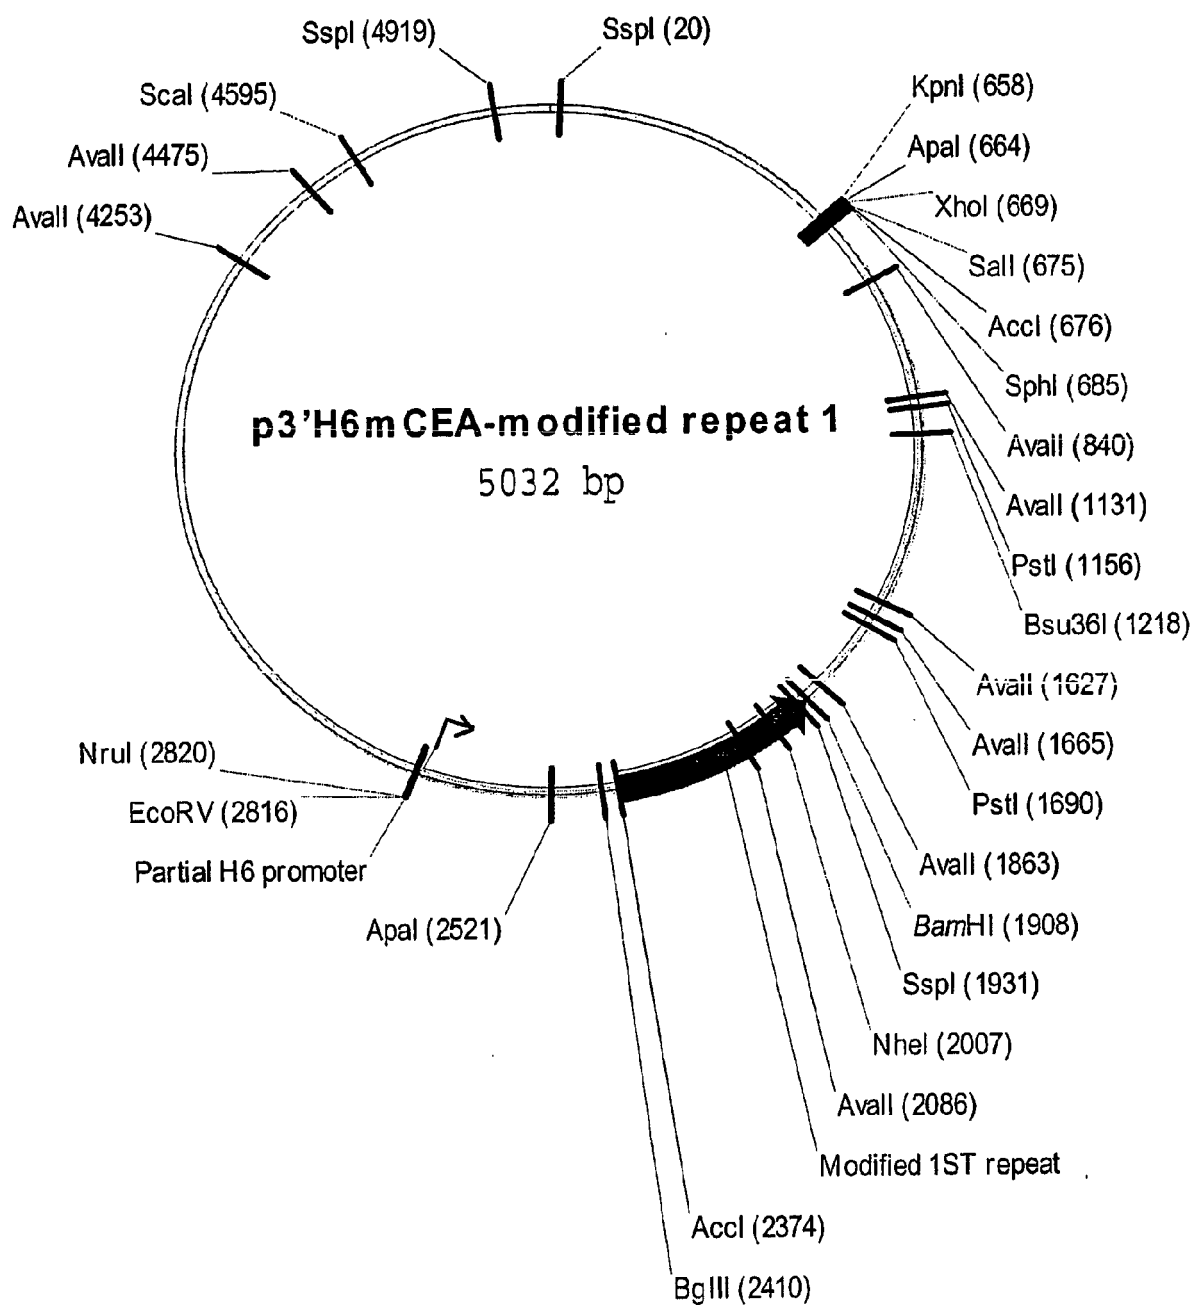 SspI (4919)
SspI (20)
ScaI (4595)
AvaII (4475)
AvaII (4253)
KpnI (658)
ApaI (664)
XhoI (669)
SalI (675)
AccI (676)
SphI (685)
AvaII (840)
AvaII (1131)
PstI (1156)
Bsu36I (1218)
AvaII (1627)
AvaII (1665)
PstI (1690)
AvaII (1863)
BamHI (1908)
SspI (1931)
NheI (2007)
AvaII (2086)
Modified 1ST repeat
AccI (2374)
BglII (2410)
ApaI (2521)
Partial H6 promoter
EcoRV (2816)
NruI (2820)
p3'H6mCEA-modified repeat 1
5032 bp